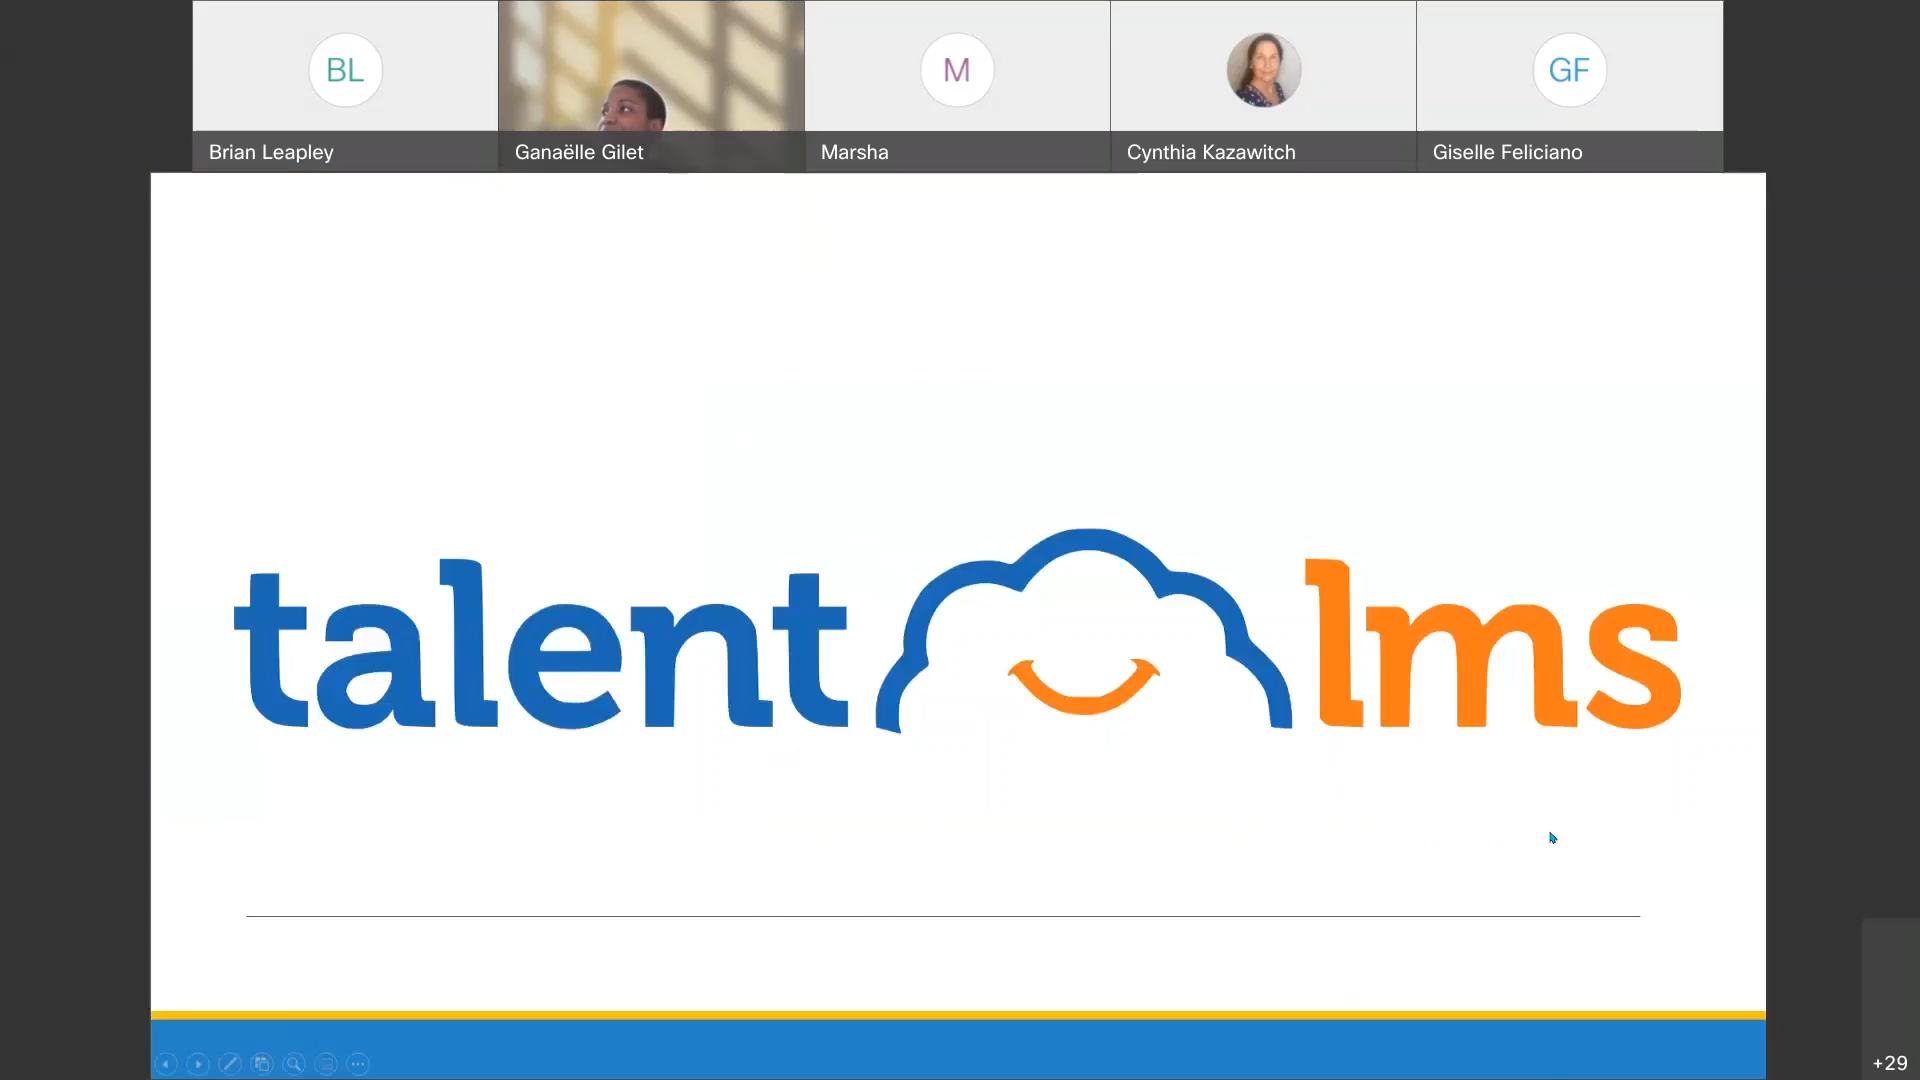 BL
M
GF
Brian Leapley
Ganaëlle Gilet
Marsha
Cynthia Kazawitch
Giselle Feliciano
talent lms
+29